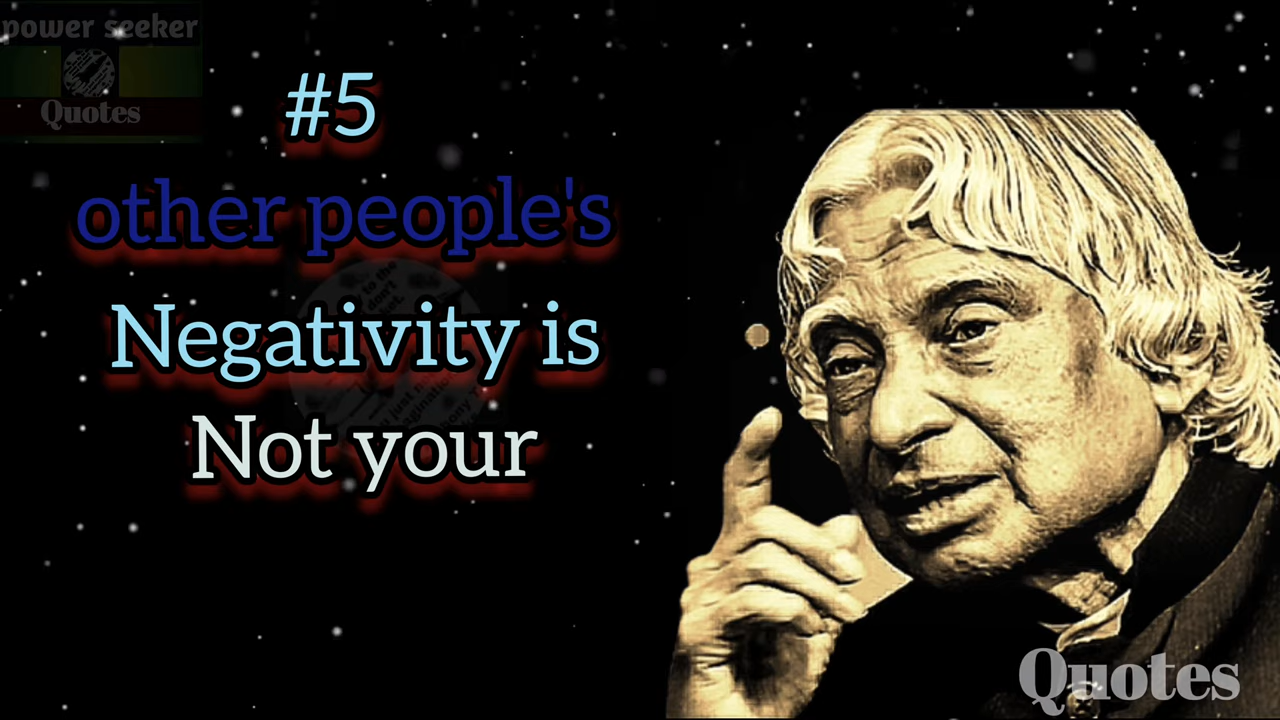 power seeker
Quotes
#5
other people's
Negativity is
Not your
Quotes